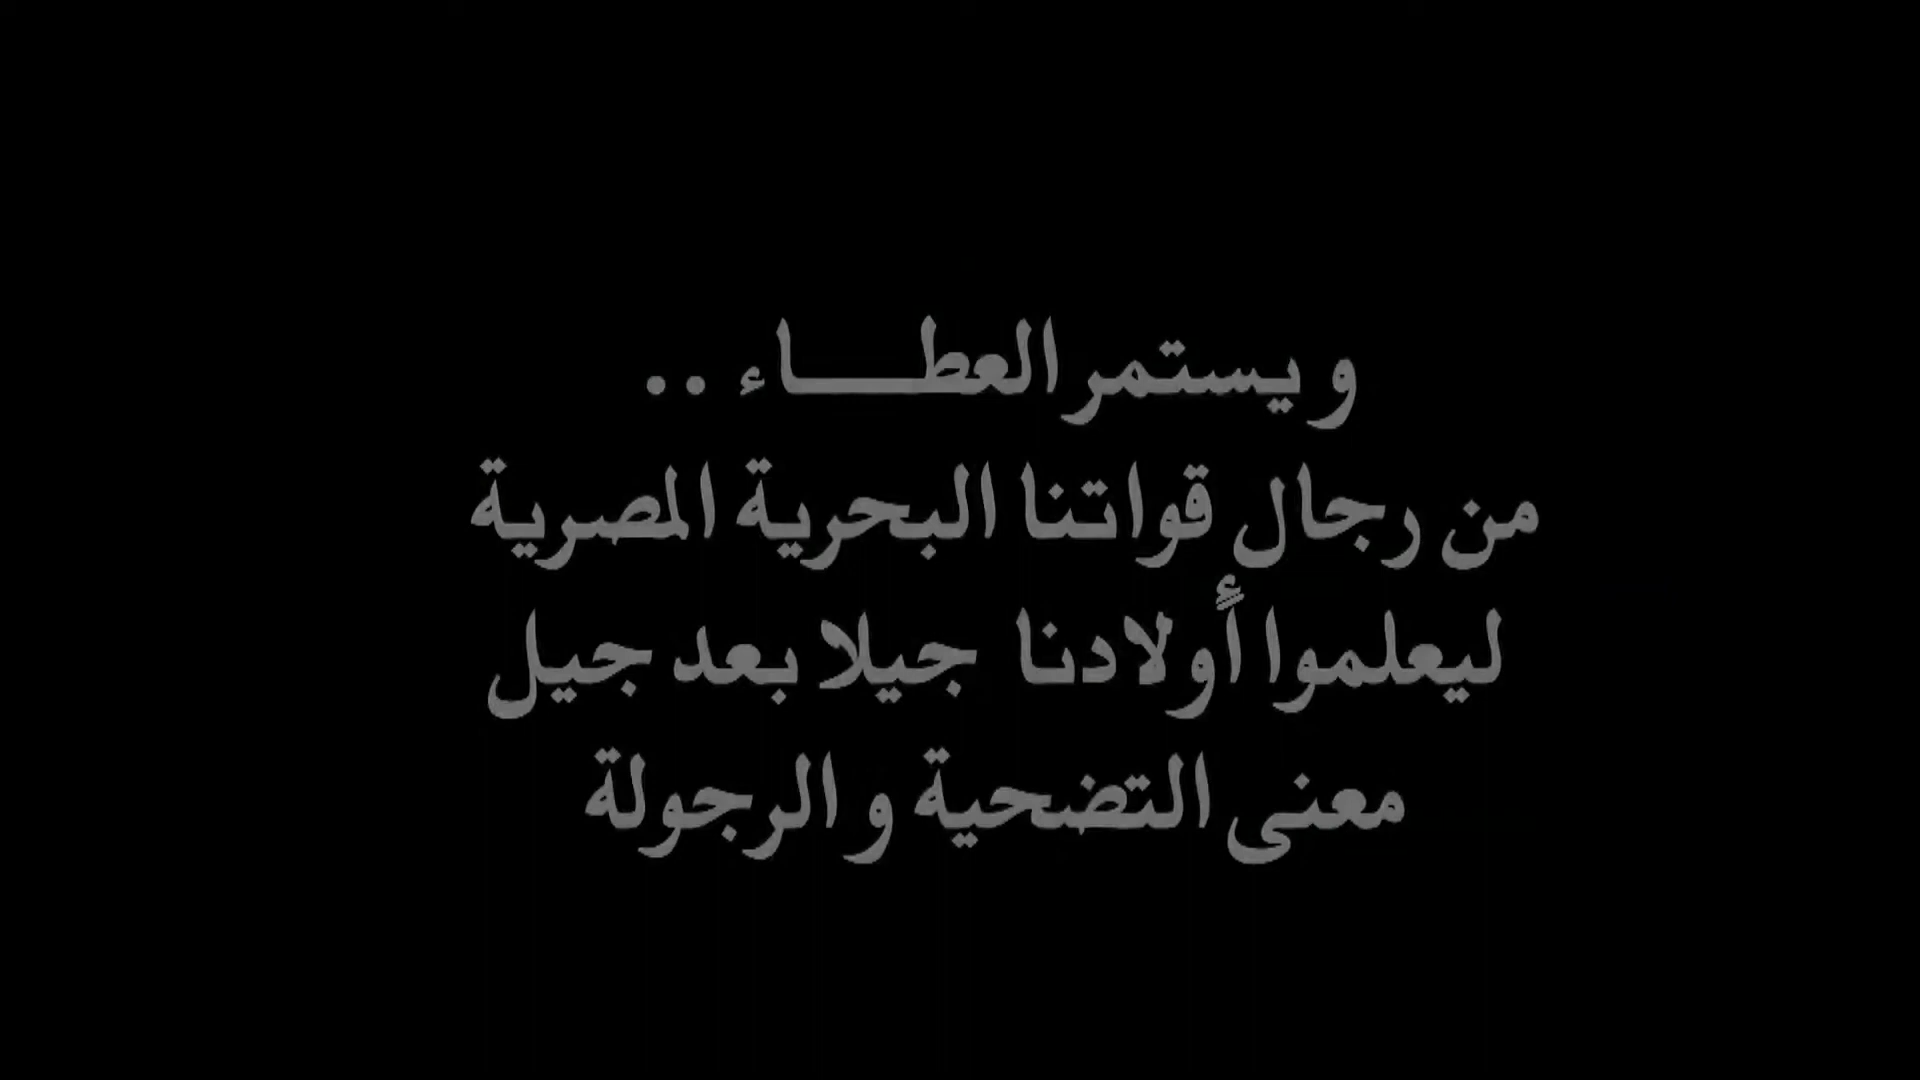 و يستمر العطـــــاء ..
من رجال قواتنا البحرية المصرية
ليعلموا أولادنا جيلا بعد جيل
معنى التضحية و الرجولة